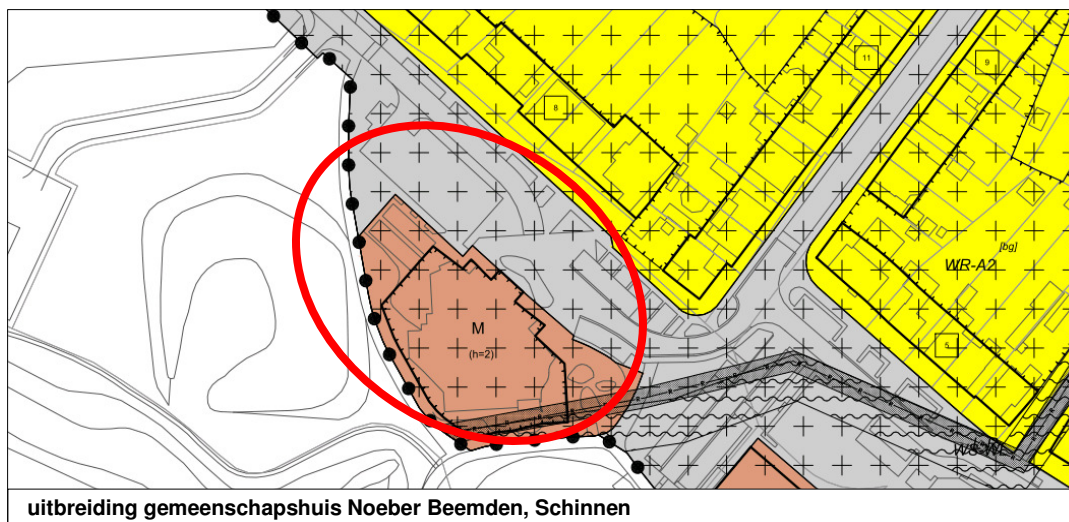 11
9
8
[bg]
WR-A2
M
(h=2)
5
WS-WL
uitbreiding gemeenschapshuis Noeber Beemden, Schinnen